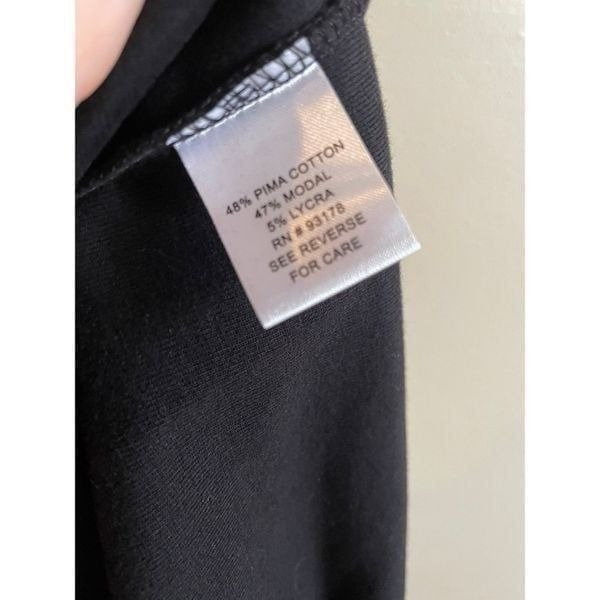 48% PIMA COTTON
47% MODAL
5% LYCRA
RN # 93178
SEE REVERSE
FOR CARE